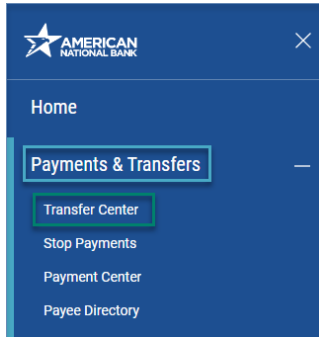 AMERICAN
NATIONAL BANK
Home
Payments & Transfers
Transfer Center
Stop Payments
Payment Center
Payee Directory